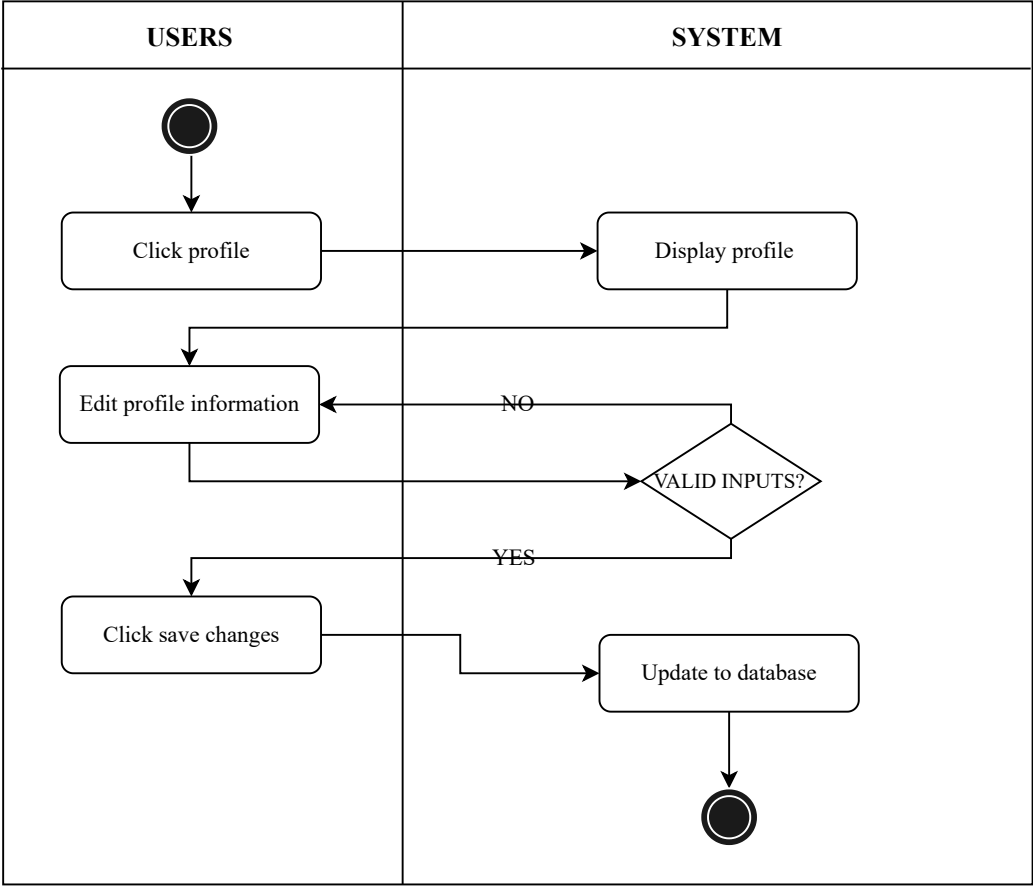 USERS
SYSTEM
Click profile
Display profile
Edit profile information
NO
VALID INPUTS?
YES
Click save changes
Update to database